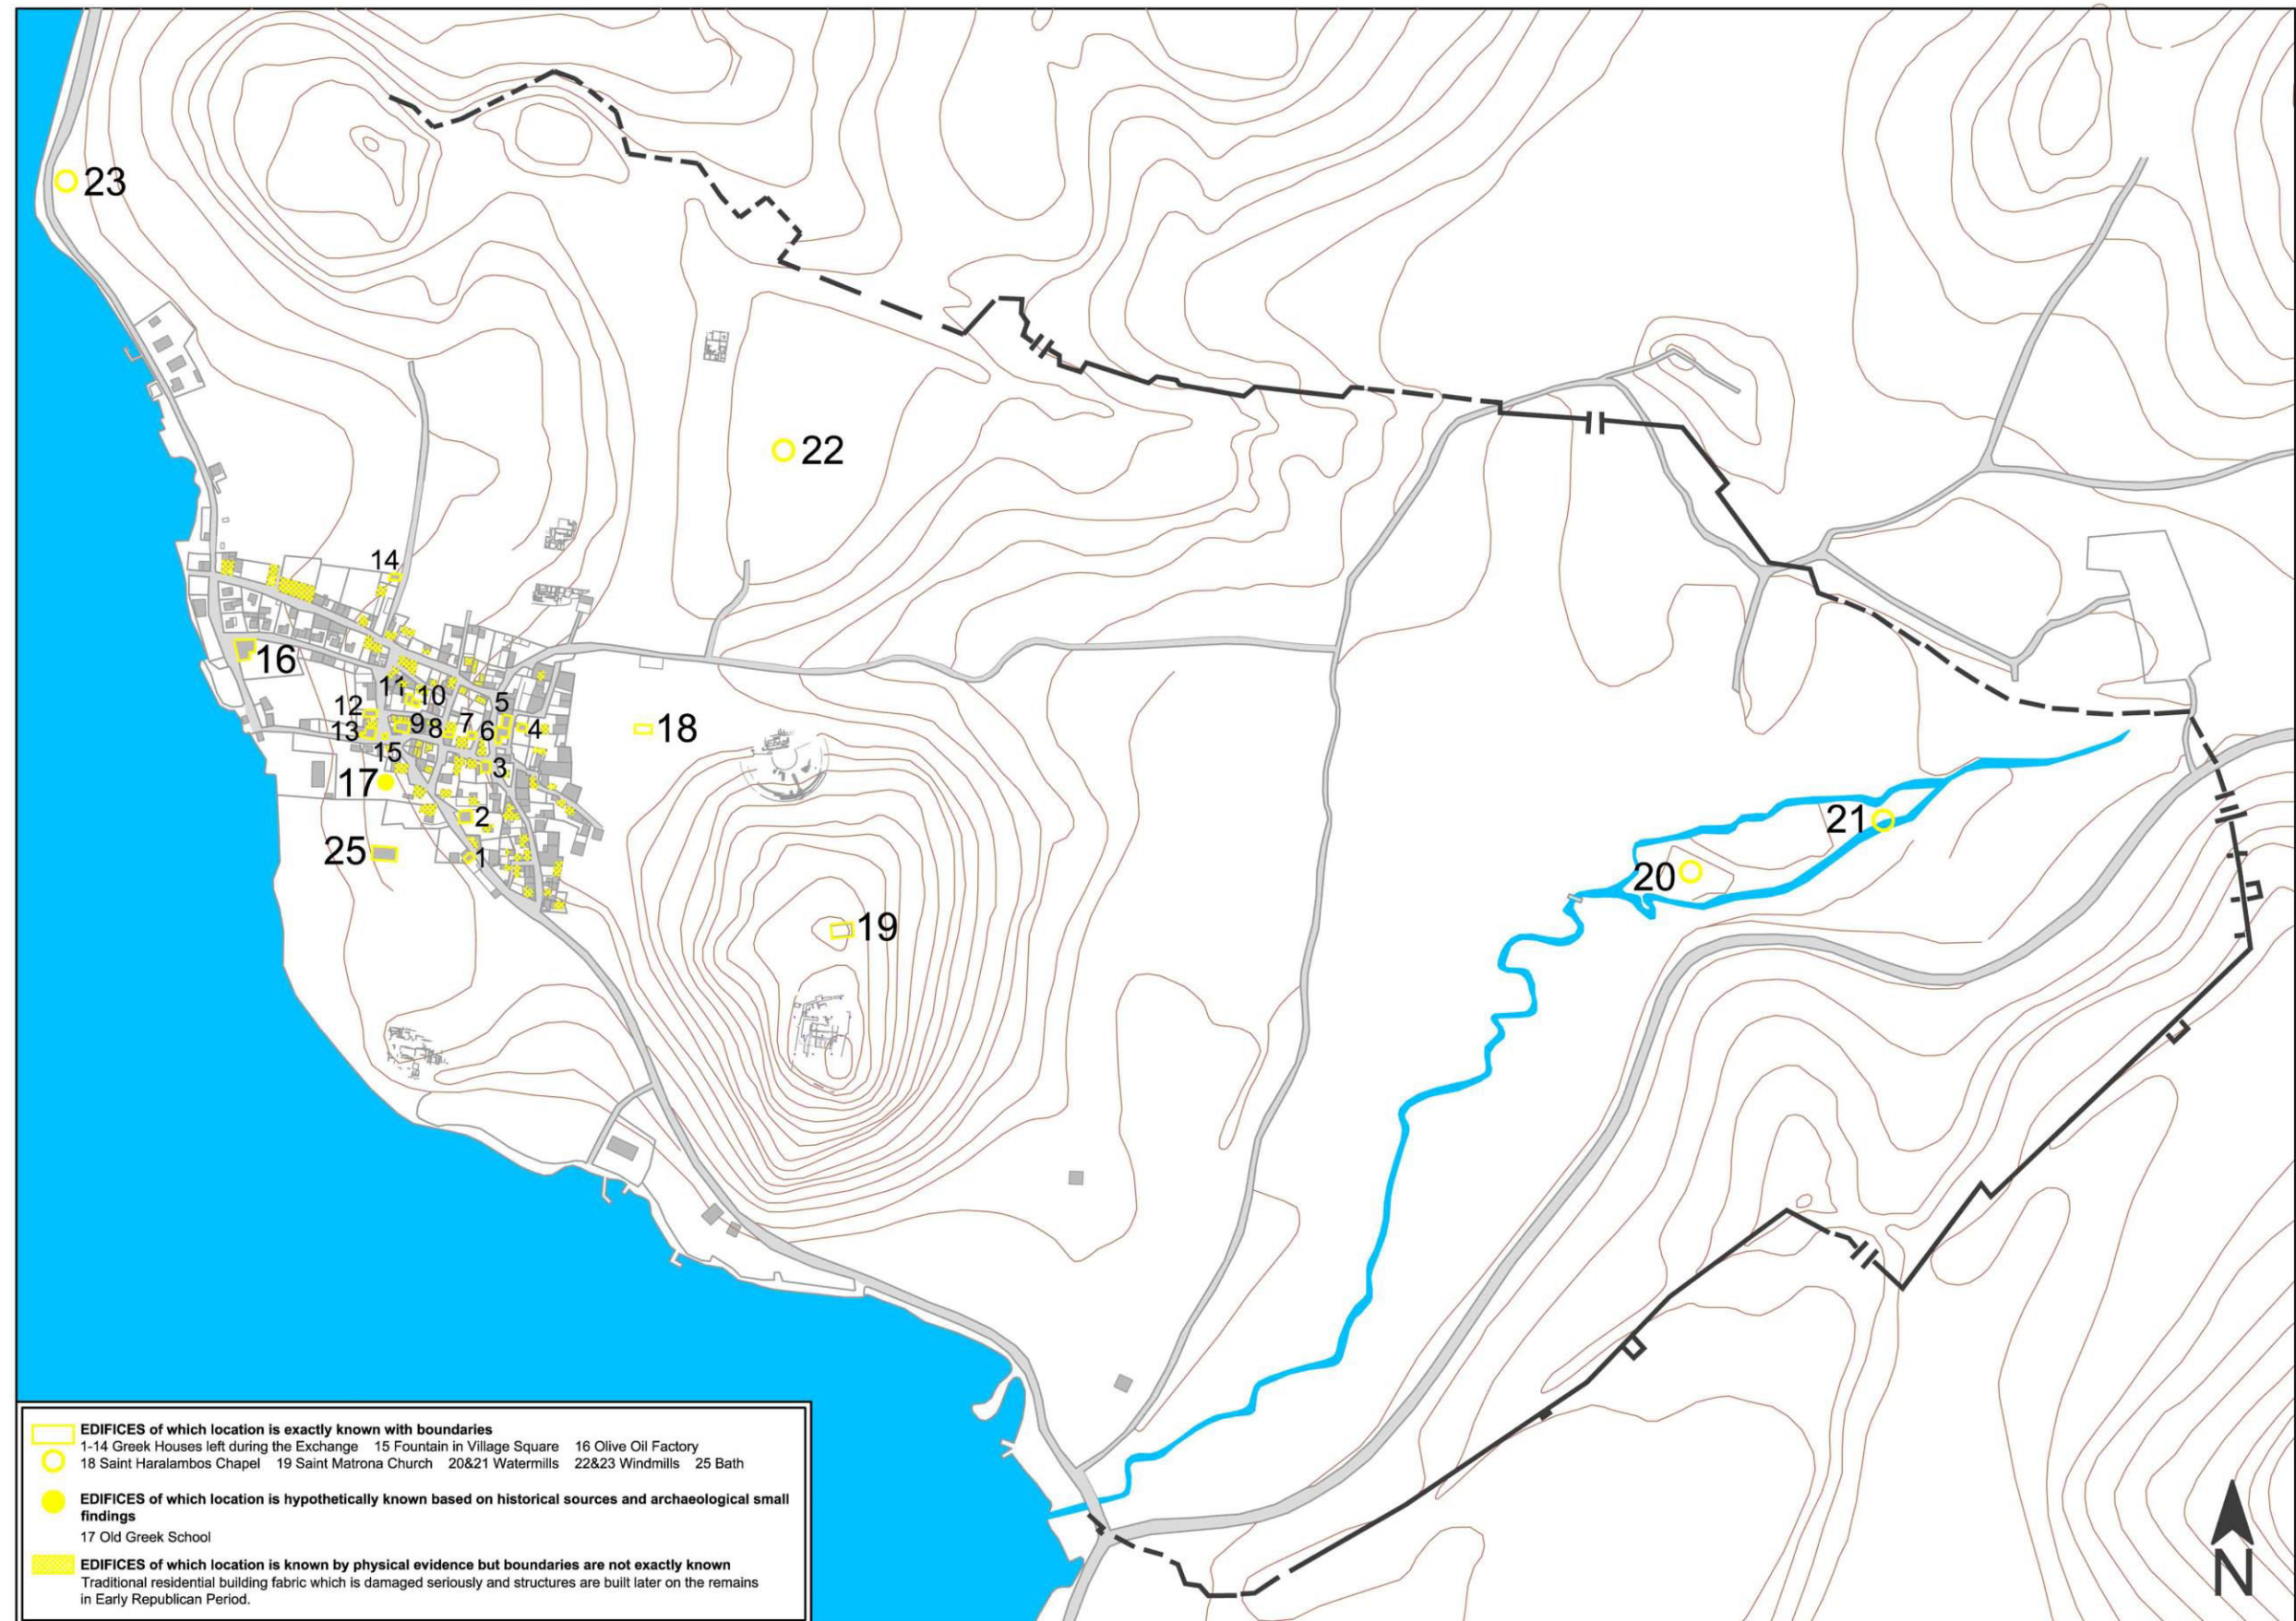 23
22
14
16
11 10
12 5
13 9 8 7 6 4 18
15
3
17
2 21
25 1
20
19
EDIFICES of which location is exactly known with boundaries
1-14 Greek Houses left during the Exchange 15 Fountain in Village Square 16 Olive Oil Factory
18 Saint Haralambos Chapel 19 Saint Matrona Church 20&21 Watermills 22&23 Windmills 25 Bath
EDIFICES of which location is hypothetically known based on historical sources and archaeological small
findings
17 Old Greek School
EDIFICES of which location is known by physical evidence but boundaries are not exactly known
Traditional residential building fabric which is damaged seriously and structures are built later on the remains
in Early Republican Period.
N